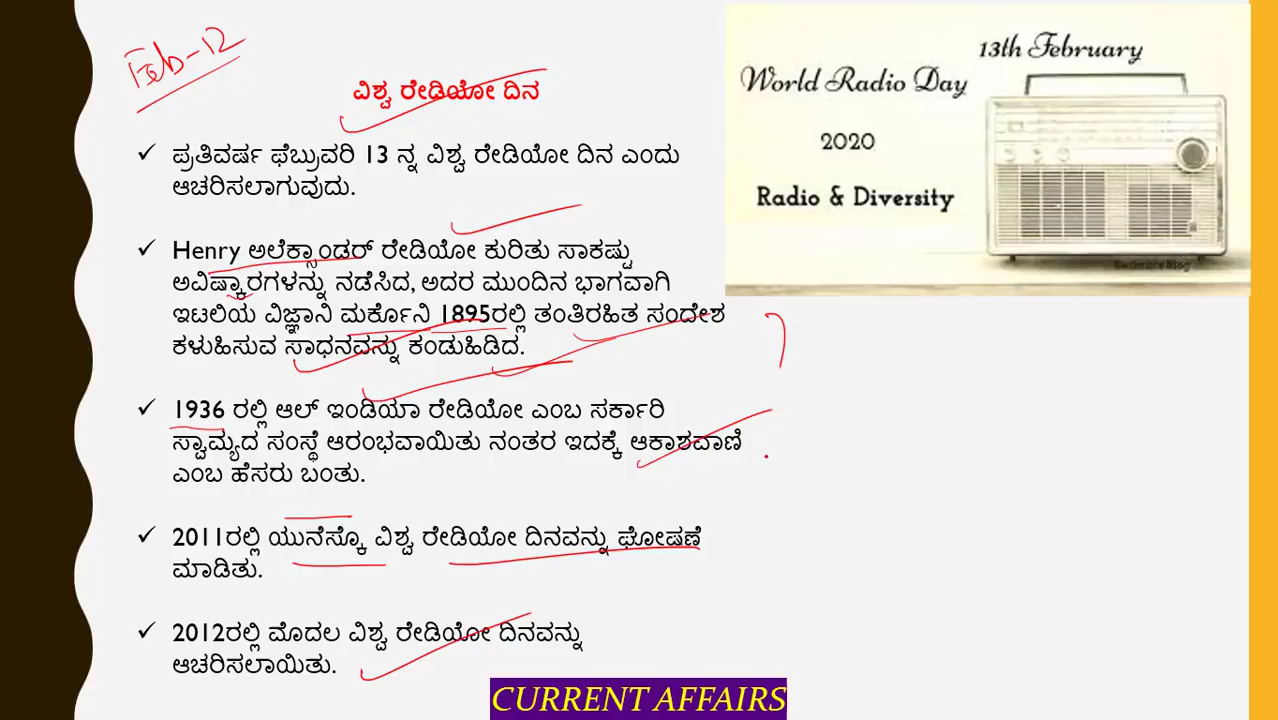 Feb-12
ವಿಶ್ವ ರೇಡಿಯೋ ದಿನ
✓ ಪ್ರತಿವರ್ಷ ಫೆಬ್ರುವರಿ 13 ನ್ನ ವಿಶ್ವ ರೇಡಿಯೋ ದಿನ ಎಂದು
ಆಚರಿಸಲಾಗುವುದು.
✓ Henry ಅಲೆಕ್ಸಾಂಡರ್ ರೇಡಿಯೋ ಕುರಿತು ಸಾಕಷ್ಟು
ಅವಿಷ್ಕಾರಗಳನ್ನು ನಡೆಸಿದ, ಅದರ ಮುಂದಿನ ಭಾಗವಾಗಿ
ಇಟಲಿಯ ವಿಜ್ಞಾನಿ ಮರ್ಕೊನಿ 1895ರಲ್ಲಿ ತಂತಿರಹಿತ ಸಂದೇಶ
ಕಳುಹಿಸುವ ಸಾಧನವನ್ನು ಕಂಡುಹಿಡಿದ.
✓ 1936 ರಲ್ಲಿ ಆಲ್ ಇಂಡಿಯಾ ರೇಡಿಯೋ ಎಂಬ ಸರ್ಕಾರಿ
ಸ್ವಾಮ್ಯದ ಸಂಸ್ಥೆ ಆರಂಭವಾಯಿತು ನಂತರ ಇದಕ್ಕೆ ಆಕಾಶವಾಣಿ
ಎಂಬ ಹೆಸರು ಬಂತು.
✓ 2011ರಲ್ಲಿ ಯುನೆಸ್ಕೊ ವಿಶ್ವ ರೇಡಿಯೋ ದಿನವನ್ನು ಘೋಷಣೆ
ಮಾಡಿತು.
✓ 2012ರಲ್ಲಿ ಮೊದಲ ವಿಶ್ವ ರೇಡಿಯೋ ದಿನವನ್ನು
ಆಚರಿಸಲಾಯಿತು.
13th February
World Radio Day
2020
Radio & Diversity
CURRENT AFFAIRS